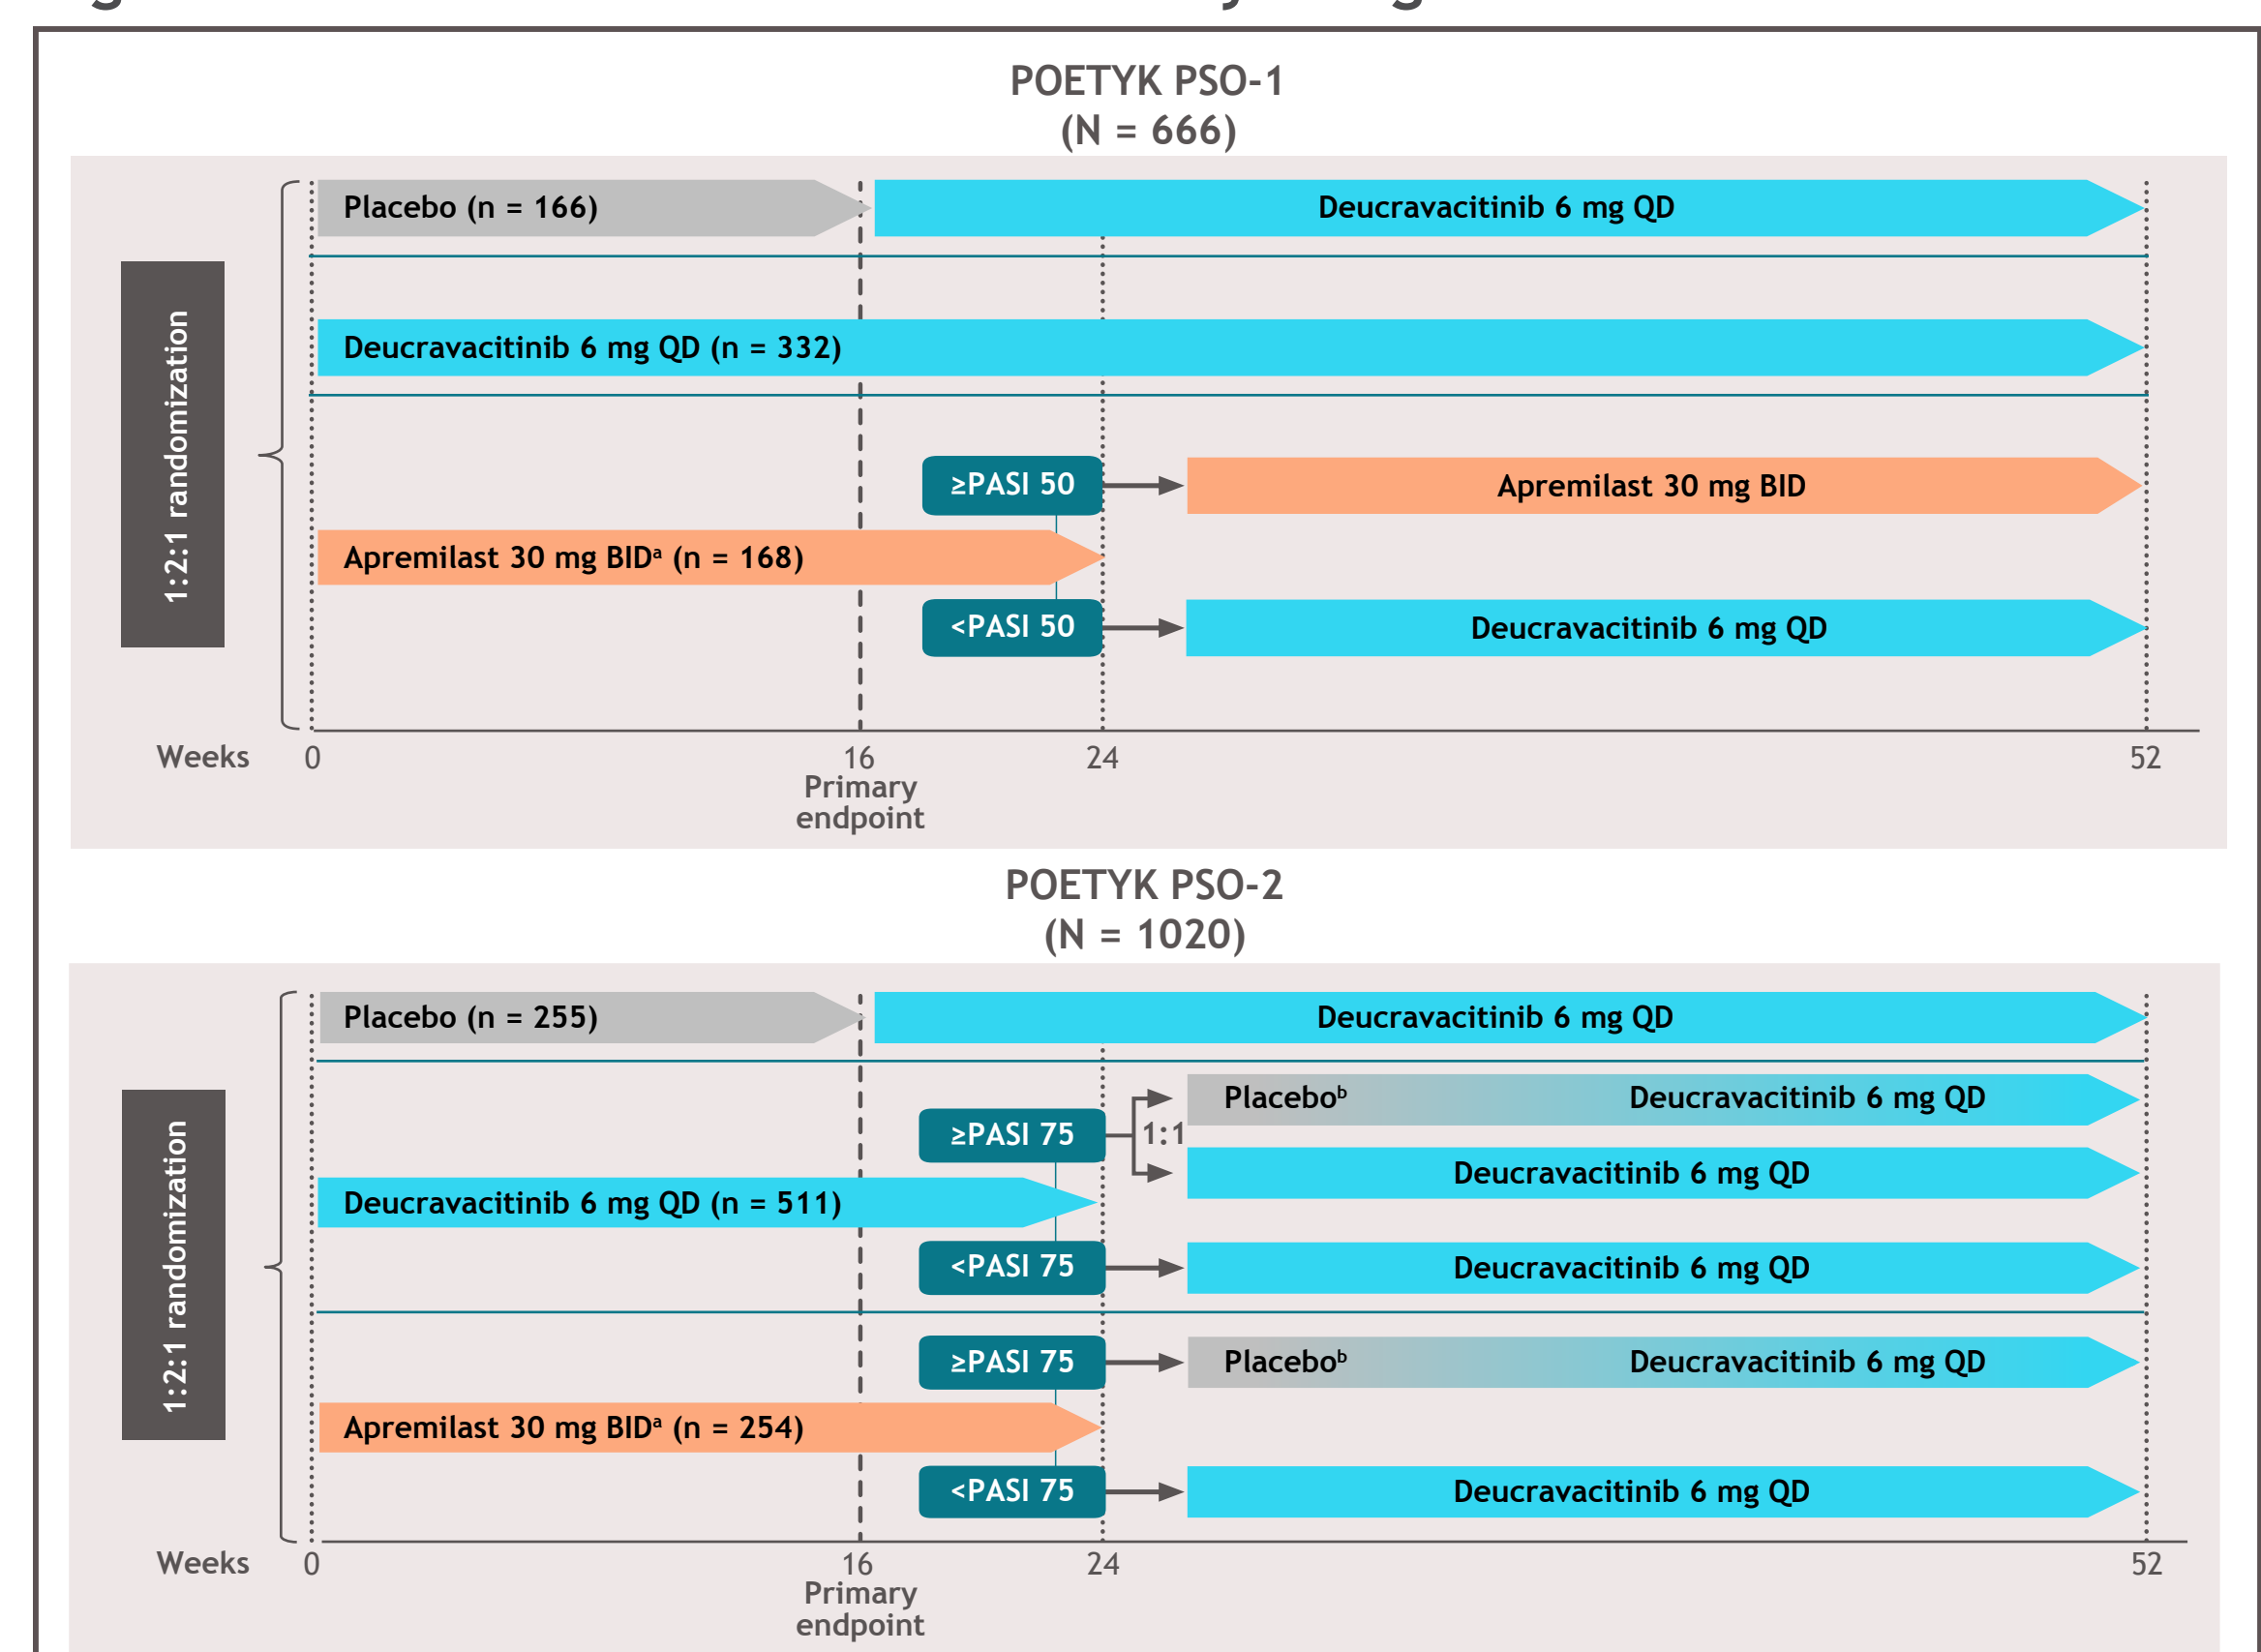 POETYK PSO-1
(N = 666)
1:2:1 randomization
Placebo (n = 166)
Deucravacitinib 6 mg QD
Deucravacitinib 6 mg QD (n = 332)
≥PASI 50
Apremilast 30 mg BID
Apremilast 30 mg BIDᵃ (n = 168)
<PASI 50
Deucravacitinib 6 mg QD
Weeks 0 16 24 52
Primary
endpoint
POETYK PSO-2
(N = 1020)
1:2:1 randomization
Placebo (n = 255)
Deucravacitinib 6 mg QD
Placeboᵇ
Deucravacitinib 6 mg QD
≥PASI 75
1:1
Deucravacitinib 6 mg QD
Deucravacitinib 6 mg QD (n = 511)
<PASI 75
Deucravacitinib 6 mg QD
≥PASI 75
Placeboᵇ
Deucravacitinib 6 mg QD
Apremilast 30 mg BIDᵃ (n = 254)
<PASI 75
Deucravacitinib 6 mg QD
Weeks 0 16 24 52
Primary
endpoint